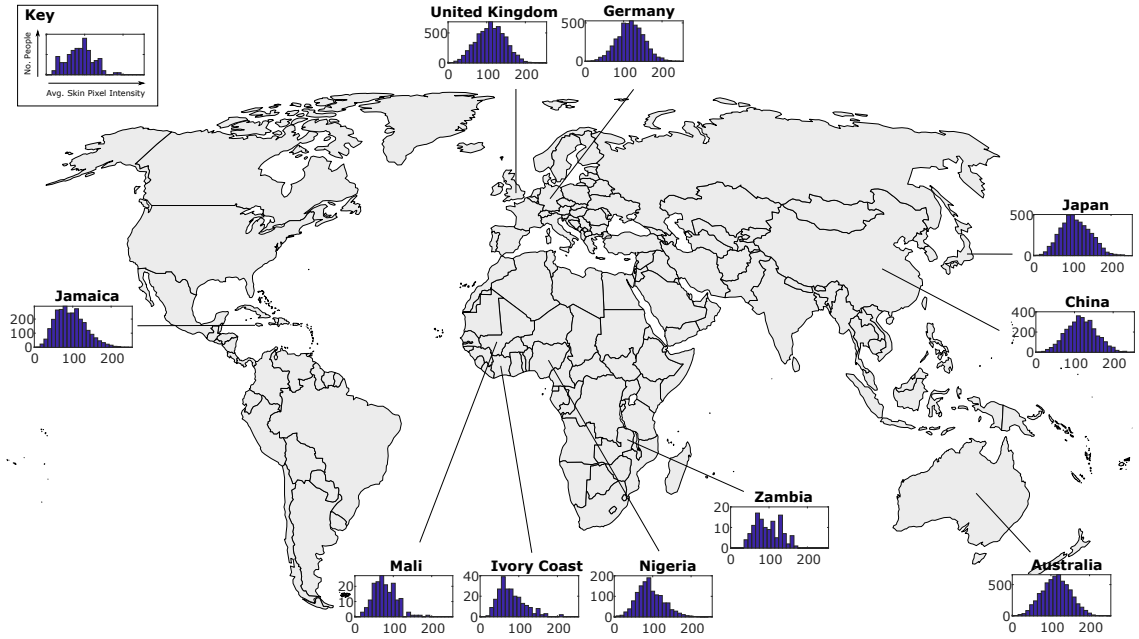 Key
No. People
Avg. Skin Pixel Intensity
United Kingdom
500
0
0 100 200
Germany
500
0
0 100 200
Japan
500
0
0 100 200
Jamaica
200
100
0
0 100 200
China
400
200
0
0 100 200
Zambia
20
10
0
0 100 200
Mali
20
10
0
0 100 200
Ivory Coast
40
20
0
0 100 200
Nigeria
200
100
0
0 100 200
Australia
500
0
0 100 200